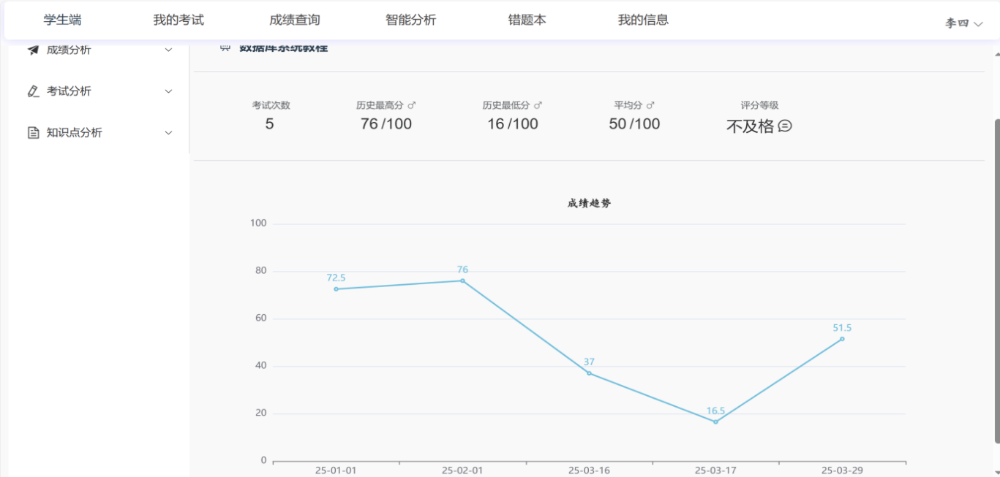 学生端
我的考试
成绩查询
智能分析
错题本
我的信息
李四
成绩分析
考试分析
知识点分析
数据库系统教程
考试次数
5
历史最高分
76 /100
历史最低分
16 /100
平均分
50 /100
评分等级
不及格
成绩趋势
100
80
60
40
20
0
72.5
76
37
16.5
51.5
25-01-01
25-02-01
25-03-16
25-03-17
25-03-29